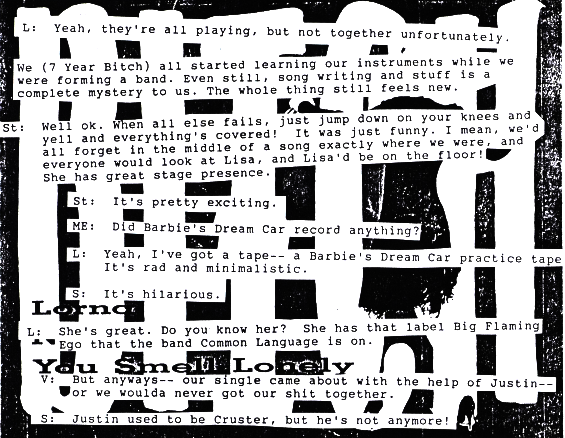 L: Yeah, they're all playing, but not together unfortunately.
We (7 Year Bitch) all started learning our instruments while we
were forming a band. Even still, song writing and stuff is a
complete mystery to us. The whole thing still feels new.
St: Well ok. When all else fails, just jump down on your knees and
yell and everything's covered! It was just funny. I mean, we'd
all forget in the middle of a song exactly where we were, and
everyone would look at Lisa, and Lisa'd be on the floor!
She has great stage presence.
St: It's pretty exciting.
ME: Did Barbie's Dream Car record anything?
L: Yeah, I've got a tape-- a Barbie's Dream Car practice tape
It's rad and minimalistic.
S: It's hilarious.
Lorna
L: She's great. Do you know her? She has that label Big Flaming
Ego that the band Common Language is on.
You Smell Lonely
V: But anyways-- our single came about with the help of Justin--
or we woulda never got our shit together.
S: Justin used to be Cruster, but he's not anymore!